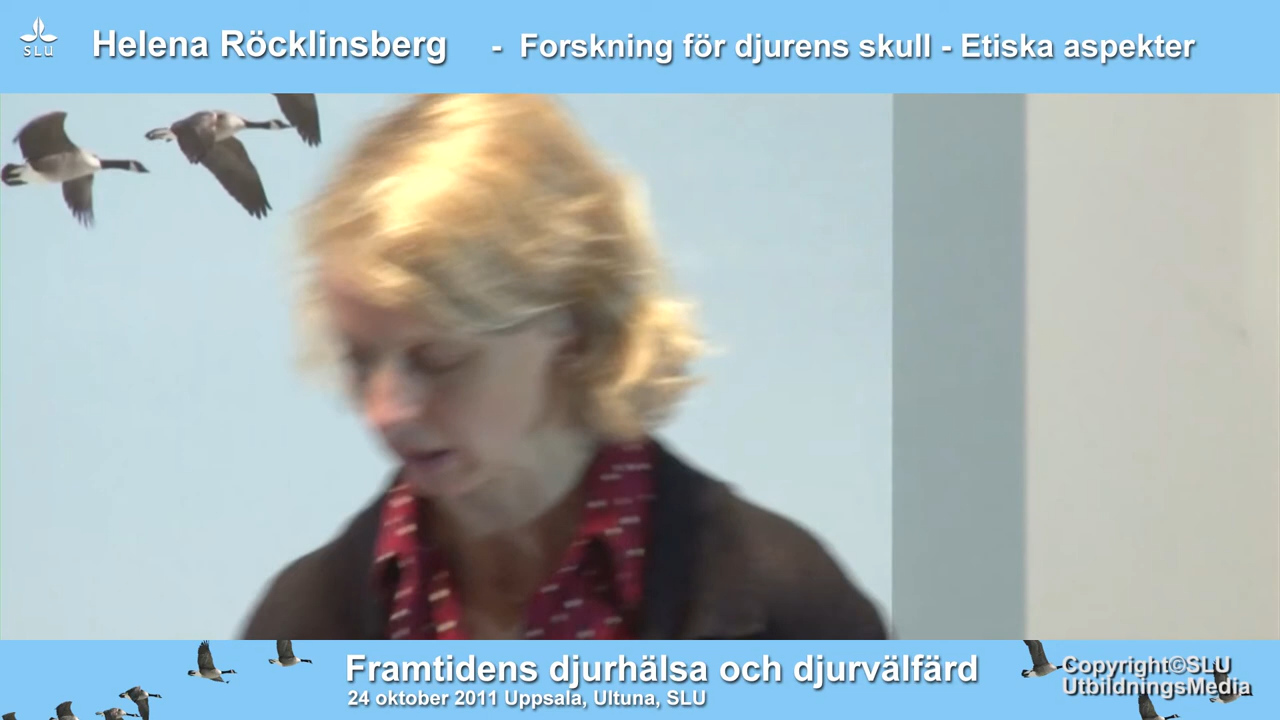 SLU
Helena Röcklinsberg - Forskning för djurens skull - Etiska aspekter
Framtidens djurhälsa och djurvälfärd
24 oktober 2011 Uppsala, Ultuna, SLU
Copyright©SLU
UtbildningsMedia